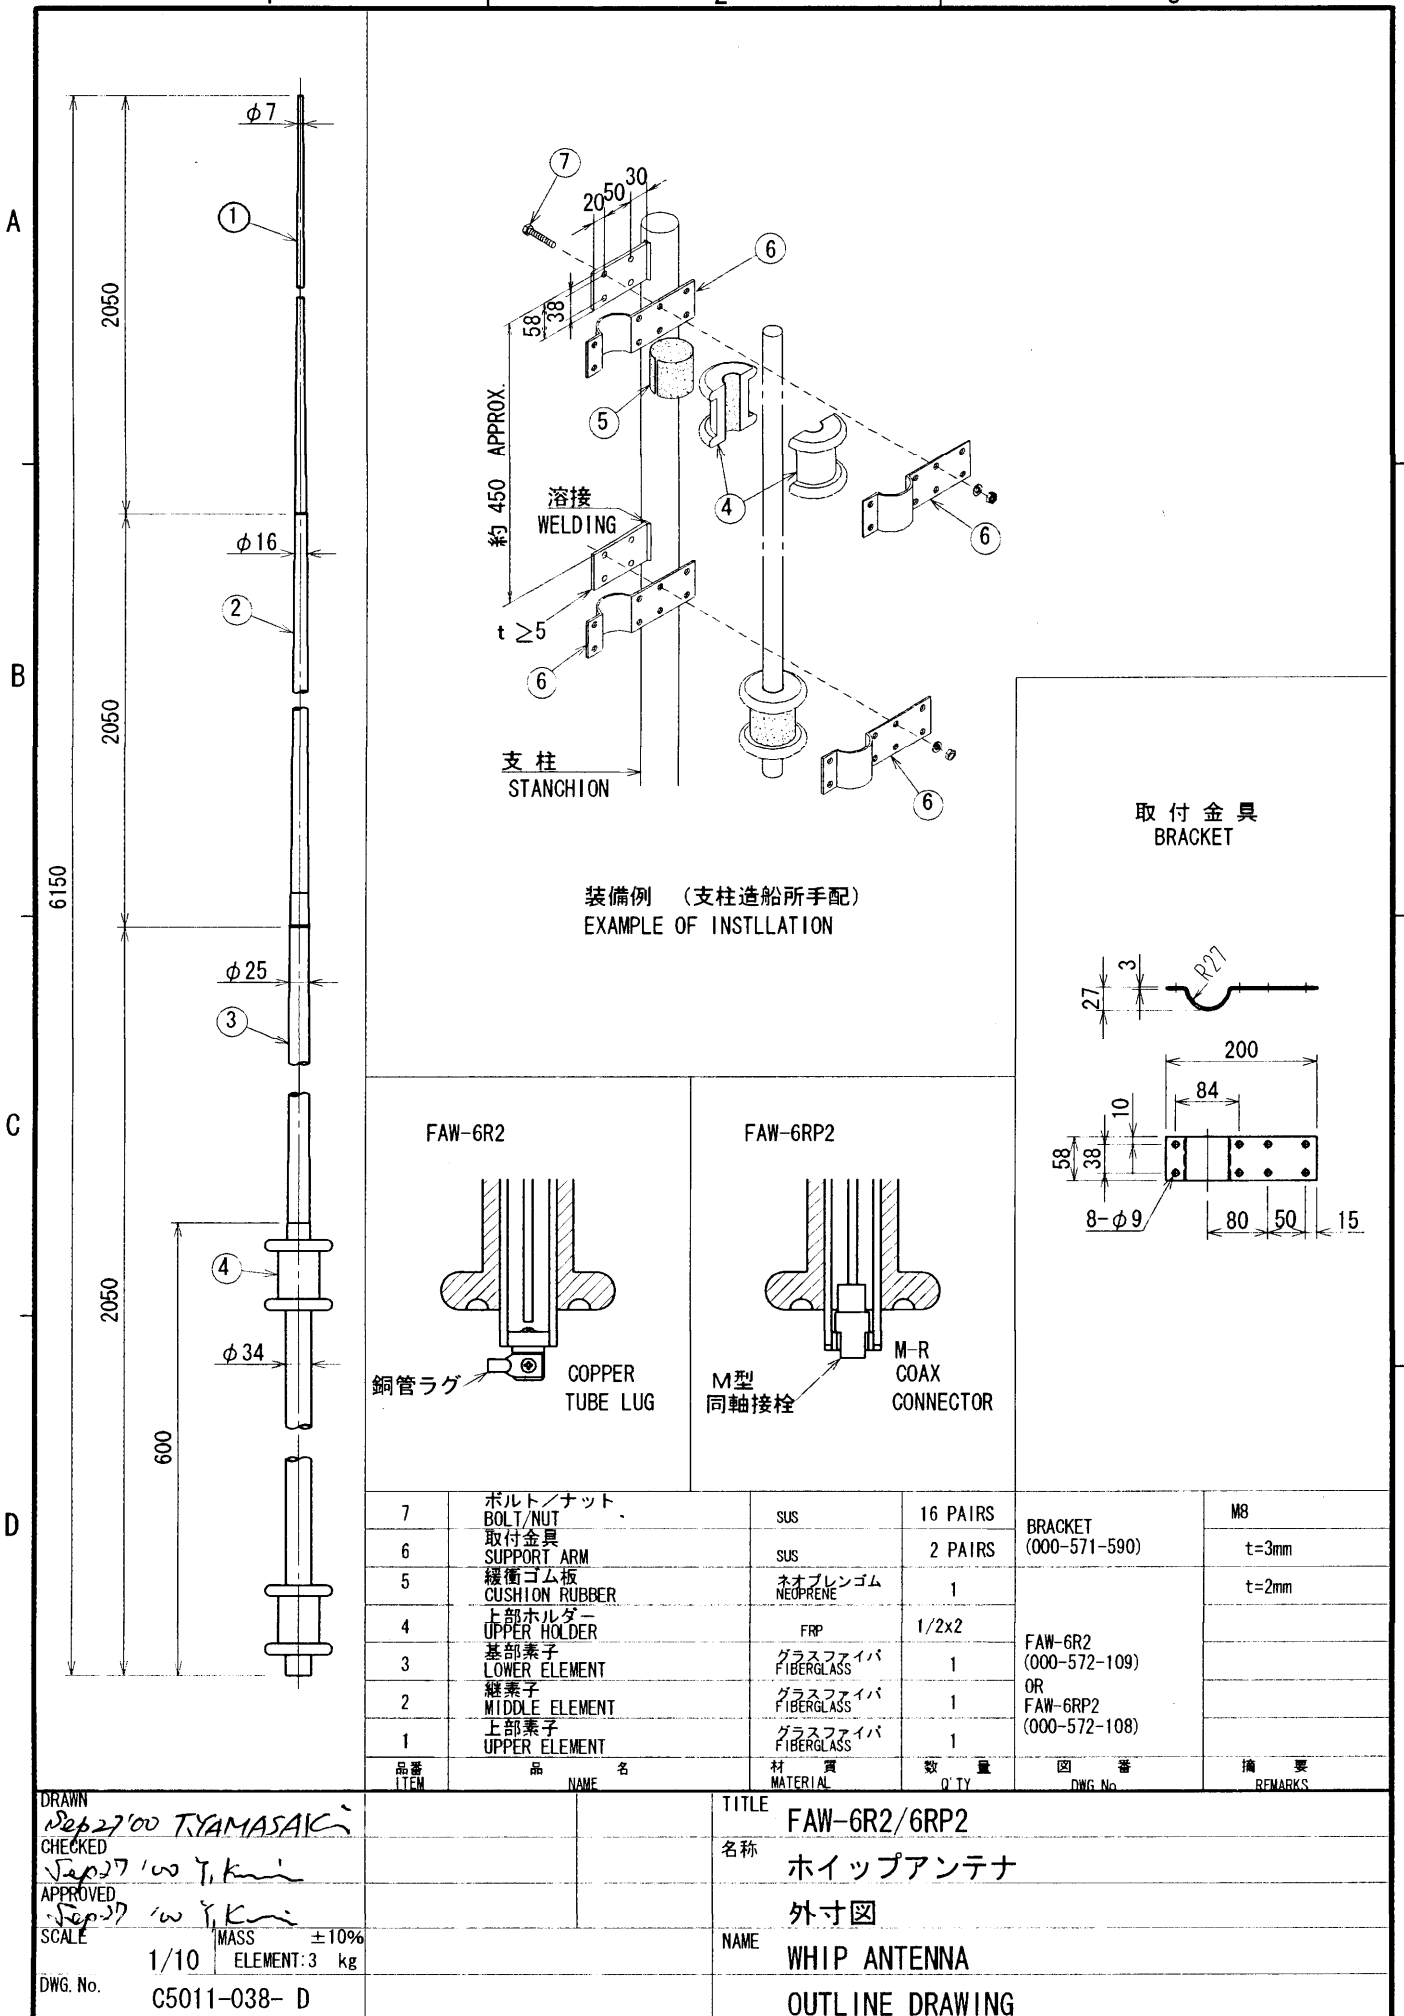 2
A
B
C
D
φ7
1
2050
φ16
2
2050
6150
φ25
3
4
2050
φ34
600
7
20
50
30
6
58
38
5
約 450 APPROX.
4
溶接
WELDING
6
t ≥5
6
支 柱
STANCHION
6
装備例 (支柱造船所手配)
EXAMPLE OF INSTLLATION
取 付 金 具
BRACKET
3
R27
27
200
84
10
58
38
8-φ9
80
50
15
FAW-6R2
銅管ラグ
COPPER
TUBE LUG
FAW-6RP2
M型
同軸接栓
M-R
COAX
CONNECTOR
7 ボルト/ナット BOLT/NUT SUS 16 PAIRS BRACKET (000-571-590) M8
6 取付金具 SUPPORT ARM SUS 2 PAIRS t=3mm
5 緩衝ゴム板 CUSHION RUBBER ネオプレンゴム NEOPRENE 1 t=2mm
4 上部ホルダー UPPER HOLDER FRP 1/2x2
3 基部素子 LOWER ELEMENT グラスファイバ FIBERGLASS 1 FAW-6R2 (000-572-109)
2 継素子 MIDDLE ELEMENT グラスファイバ FIBERGLASS 1 OR FAW-6RP2
1 上部素子 UPPER ELEMENT グラスファイバ FIBERGLASS 1 (000-572-108)
品番 品 名 材 質 数 量 図 番 摘 要
ITEM NAME MATERIAL Q'TY DWG.No. REMARKS
DRAWN
Sep 27 '00 T.YAMASAKI
CHECKED
Sep 27 '00 Y.
APPROVED
Sep 27 '00 Y.
SCALE 1/10
MASS ±10%
ELEMENT:3 kg
DWG. No.
C5011-038- D
TITLE FAW-6R2/6RP2
名称 ホイップアンテナ
外寸図
NAME WHIP ANTENNA
OUTLINE DRAWING